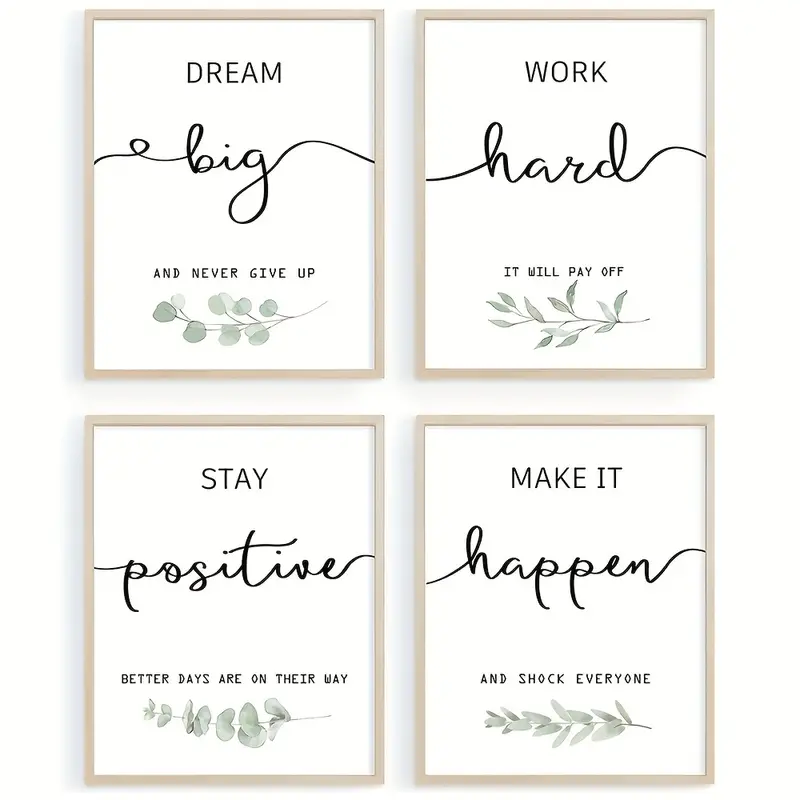 DREAM
big
AND NEVER GIVE UP
WORK
hard
IT WILL PAY OFF
STAY
positive
BETTER DAYS ARE ON THEIR WAY
MAKE IT
happen
AND SHOCK EVERYONE